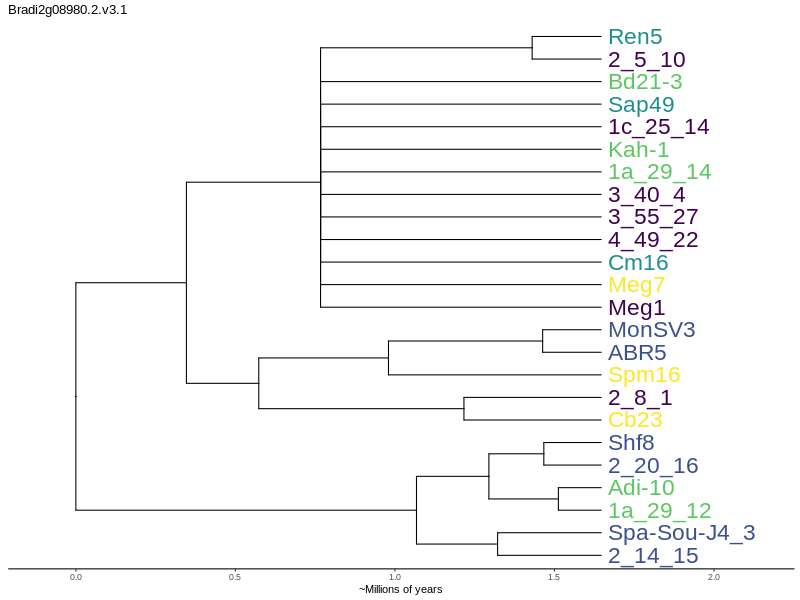 Bradi2g08980.2.v3.1
Ren5
2_5_10
Bd21-3
Sap49
1c_25_14
Kah-1
1a_29_14
3_40_4
3_55_27
4_49_22
Cm16
Meg7
Meg1
MonSV3
ABR5
Spm16
2_8_1
Cb23
Shf8
2_20_16
Adi-10
1a_29_12
Spa-Sou-J4_3
2_14_15
0.0 0.5 1.0 1.5 2.0
~Millions of years